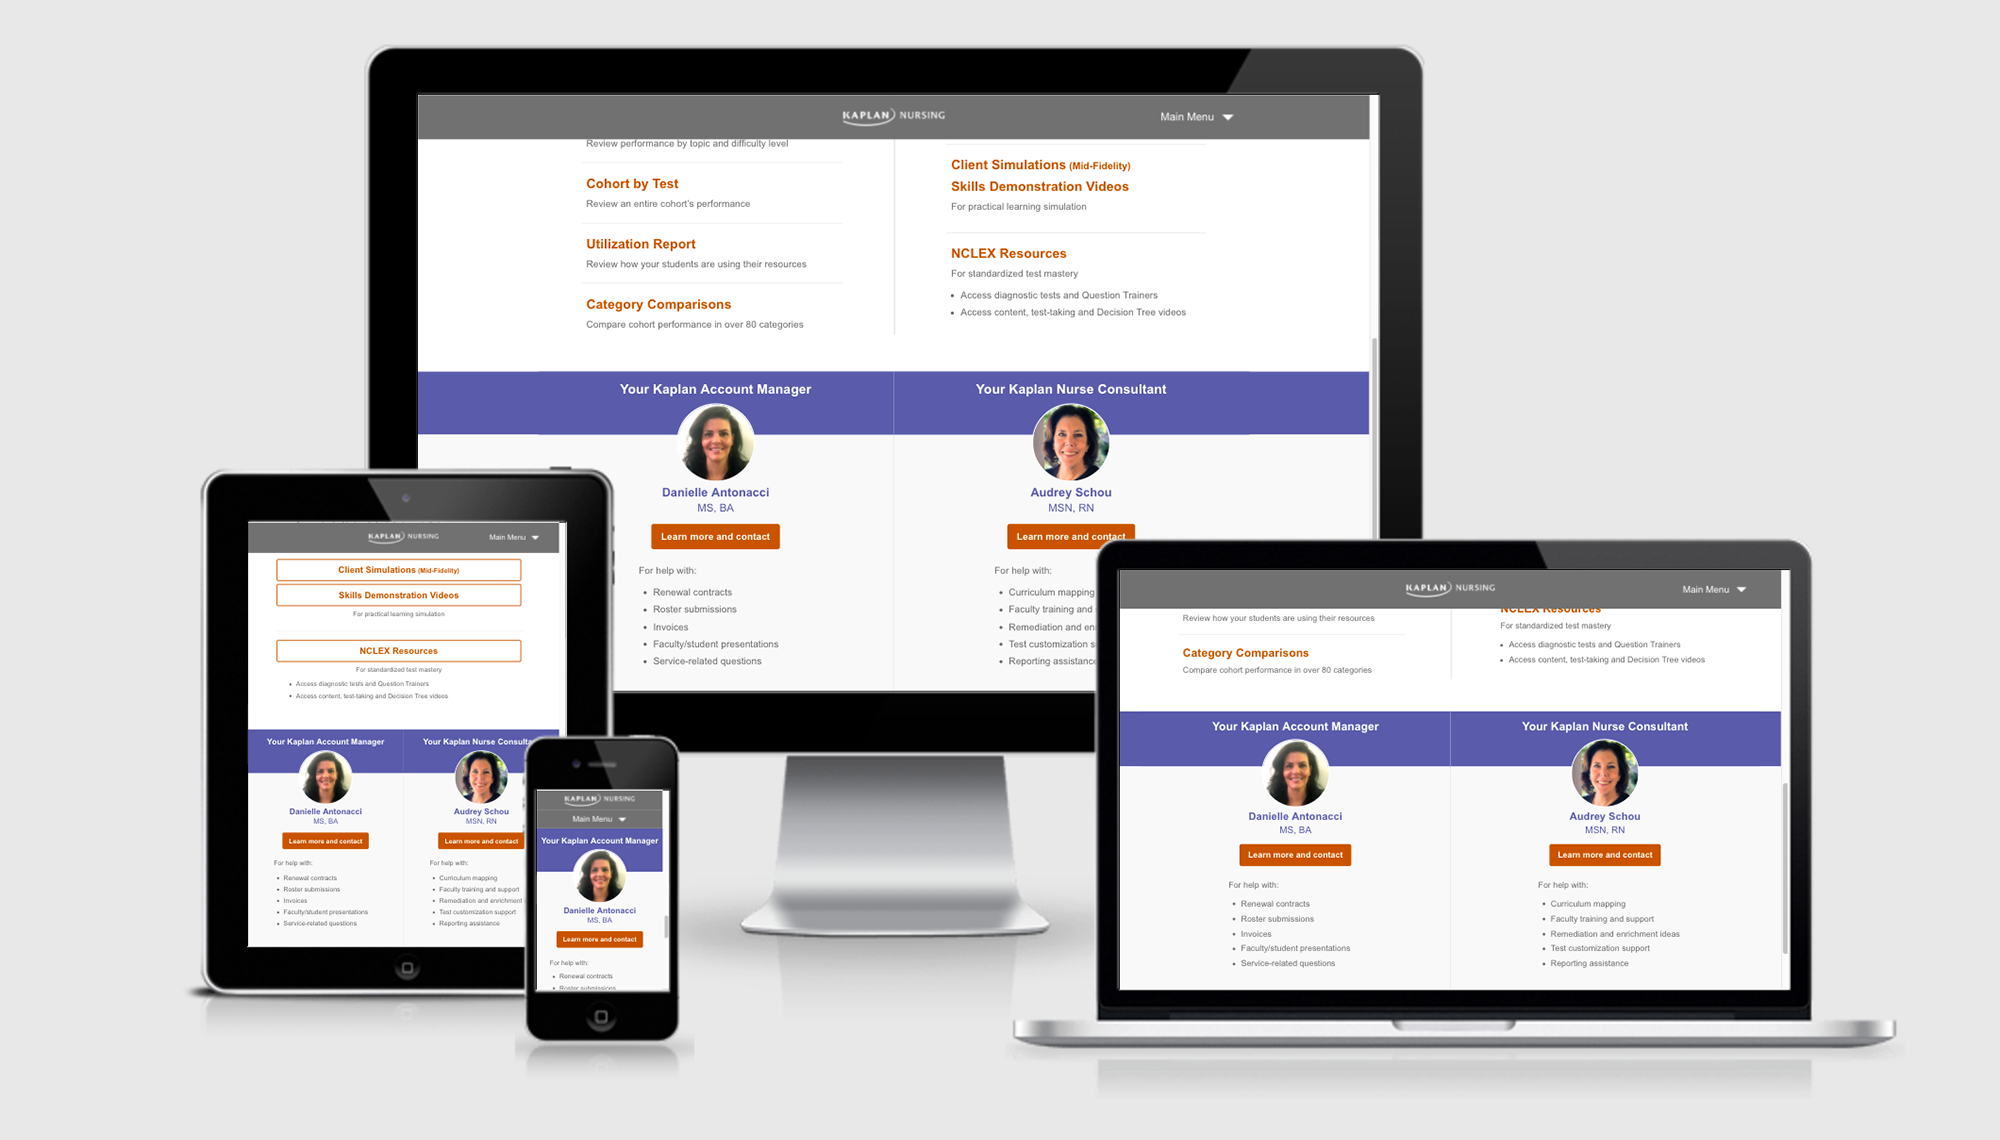 KAPLAN NURSING
Main Menu
Review performance by topic and difficulty level
Cohort by Test
Review an entire cohort's performance
Utilization Report
Review how your students are using their resources
Category Comparisons
Compare cohort performance in over 80 categories
Client Simulations (Mid-Fidelity)
Skills Demonstration Videos
For practical learning simulation
NCLEX Resources
For standardized test mastery
• Access diagnostic tests and Question Trainers
• Access content, test-taking and Decision Tree videos
Your Kaplan Account Manager
Danielle Antonacci
MS, BA
Learn more and contact
For help with:
• Renewal contracts
• Roster submissions
• Invoices
• Faculty/student presentations
• Service-related questions
Your Kaplan Nurse Consultant
Audrey Schou
MSN, RN
Learn more and contact
For help with:
• Curriculum mapping
• Faculty training and
• Remediation and
• Test customization
• Reporting assistance
KAPLAN NURSING
Main Menu
Client Simulations (Mid-Fidelity)
Skills Demonstration Videos
For practical learning simulation
NCLEX Resources
For standardized test mastery
• Access diagnostic tests and Question Trainers
• Access content, test-taking and Decision Tree videos
Your Kaplan Account Manager
Danielle Antonacci
MS, BA
Learn more and contact
For help with:
• Renewal contracts
• Roster submissions
• Invoices
• Faculty/student presentations
• Service-related questions
Your Kaplan Nurse
Audrey Schou
MSN, RN
Learn more and contact
For help with:
• Curriculum mapping
• Faculty training and support
• Remediation and enrichment
• Test customization support
• Reporting assistance
KAPLAN NURSING
Main Menu
Your Kaplan Account Manager
Danielle Antonacci
MS, BA
Learn more and contact
For help with:
• Renewal contracts
• Roster submissions
KAPLAN NURSING
Main Menu
Review how your students are using their resources
Category Comparisons
Compare cohort performance in over 80 categories
NCLEX Resources
For standardized test mastery
• Access diagnostic tests and Question Trainers
• Access content, test-taking and Decision Tree videos
Your Kaplan Account Manager
Danielle Antonacci
MS, BA
Learn more and contact
For help with:
• Renewal contracts
• Roster submissions
• Invoices
• Faculty/student presentations
• Service-related questions
Your Kaplan Nurse Consultant
Audrey Schou
MSN, RN
Learn more and contact
For help with:
• Curriculum mapping
• Faculty training and support
• Remediation and enrichment ideas
• Test customization support
• Reporting assistance